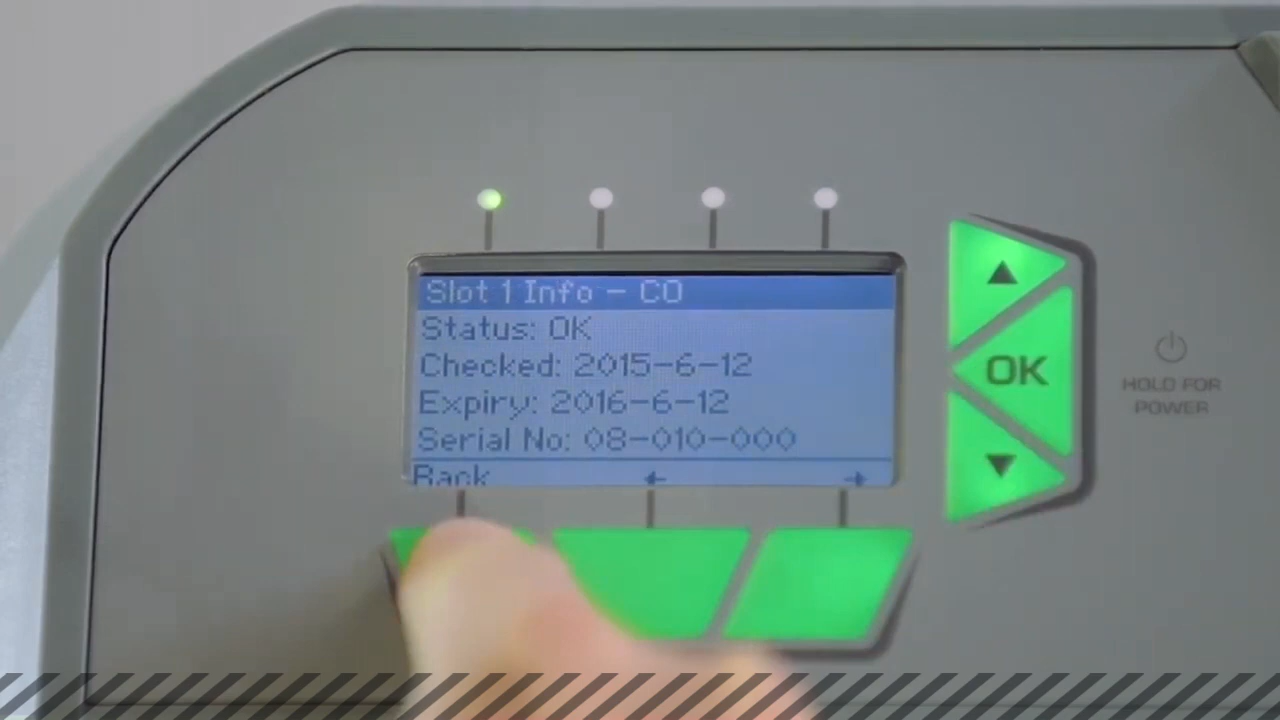 Slot 1 Info - CO
Status: OK
Checked: 2015-6-12
Expiry: 2016-6-12
Serial No: 08-010-000
Back ← →
▲
OK
▼
HOLD FOR
POWER